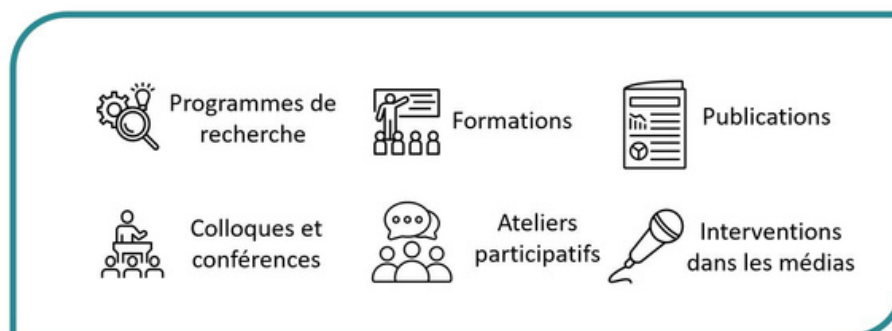 Programmes de
recherche
Formations
Publications
Colloques et
conférences
Ateliers
participatifs
Interventions
dans les médias